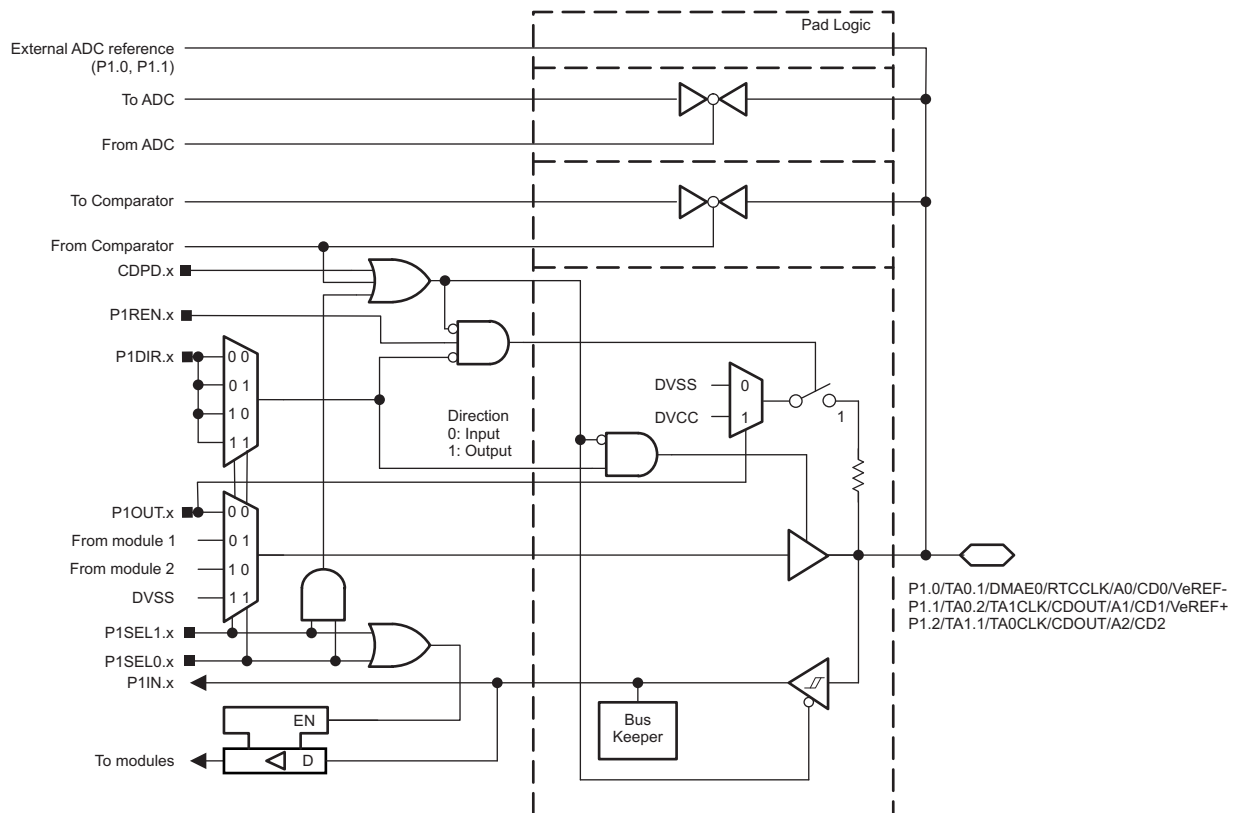 Pad Logic
External ADC reference
(P1.0, P1.1)
To ADC
From ADC
To Comparator
From Comparator
CDPD.x
P1REN.x
P1DIR.x
0 0
0 1
1 0
1 1
Direction
0: Input
1: Output
DVSS
0
DVCC
1
1
P1OUT.x
0 0
From module 1
0 1
From module 2
1 0
DVSS
1 1
P1.0/TA0.1/DMAE0/RTCCLK/A0/CD0/VeREF-
P1.1/TA0.2/TA1CLK/CDOUT/A1/CD1/VeREF+
P1.2/TA1.1/TA0CLK/CDOUT/A2/CD2
P1SEL1.x
P1SEL0.x
P1IN.x
EN
Bus
Keeper
To modules
D